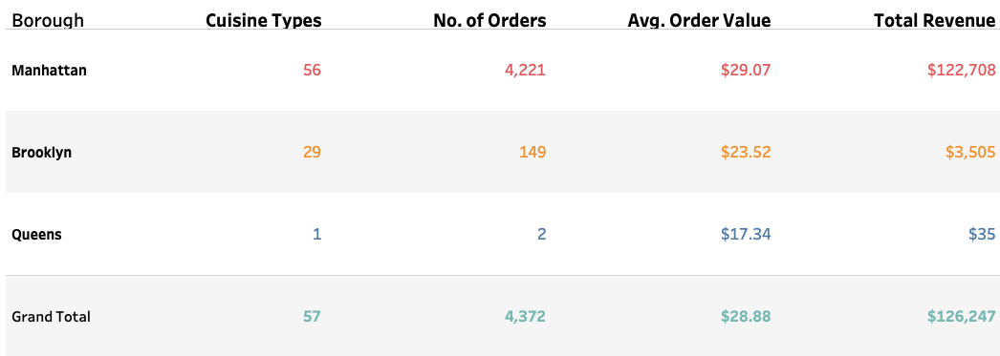 Borough Cuisine Types No. of Orders Avg. Order Value Total Revenue
Manhattan 56 4,221 $29.07 $122,708
Brooklyn 29 149 $23.52 $3,505
Queens 1 2 $17.34 $35
Grand Total 57 4,372 $28.88 $126,247